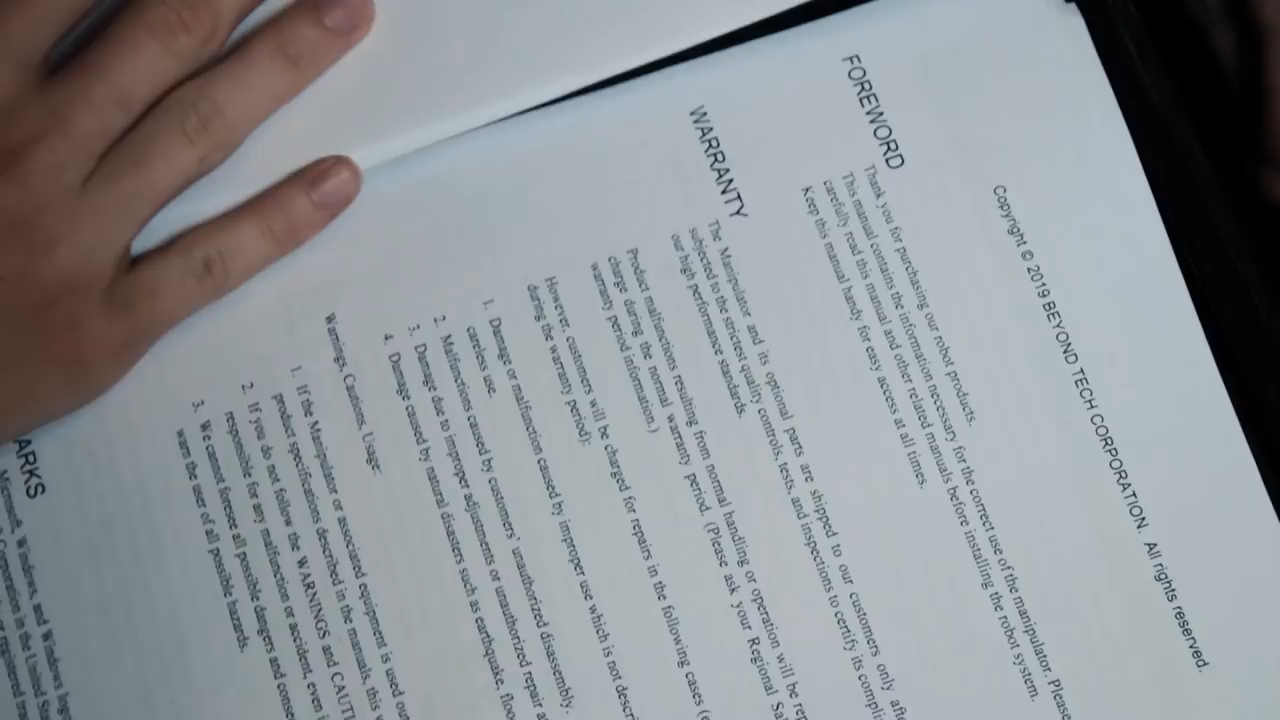 Copyright © 2019 BEYOND TECH CORPORATION. All rights reserved.
FOREWORD
Thank you for purchasing our robot products.
This manual contains the information necessary for the correct use of the manipulator. Please
carefully read this manual and other related manuals before installing the robot system.
Keep this manual handy for easy access at all times.
WARRANTY
The Manipulator and its optional parts are shipped to our customers only
subjected to the strictest quality controls, tests, and inspections to certify its
our high performance standards.
Product malfunctions resulting from normal handling or operation will be
charge during the normal warranty period. (Please ask your Regional
warranty period information.)
However, customers will be charged for repairs in the following cases
during the warranty period):
1. Damage or malfunction caused by improper use which is not
careless use.
2. Malfunctions caused by customers' unauthorized disassembly.
3. Damage due to improper adjustments or unauthorized repair
4. Damage caused by natural disasters such as earthquake,
Warnings, Cautions, Usage:
1. If the Manipulator or associated equipment is used
product specifications described in the manuals, this
2. If you do not follow the WARNINGS and
responsible for any malfunction or accident, even
3. We cannot foresee all possible dangers and
warn the user of all possible hazards.
ARKS
Microsoft, Windows, and Windows
Corporation in the United
registered